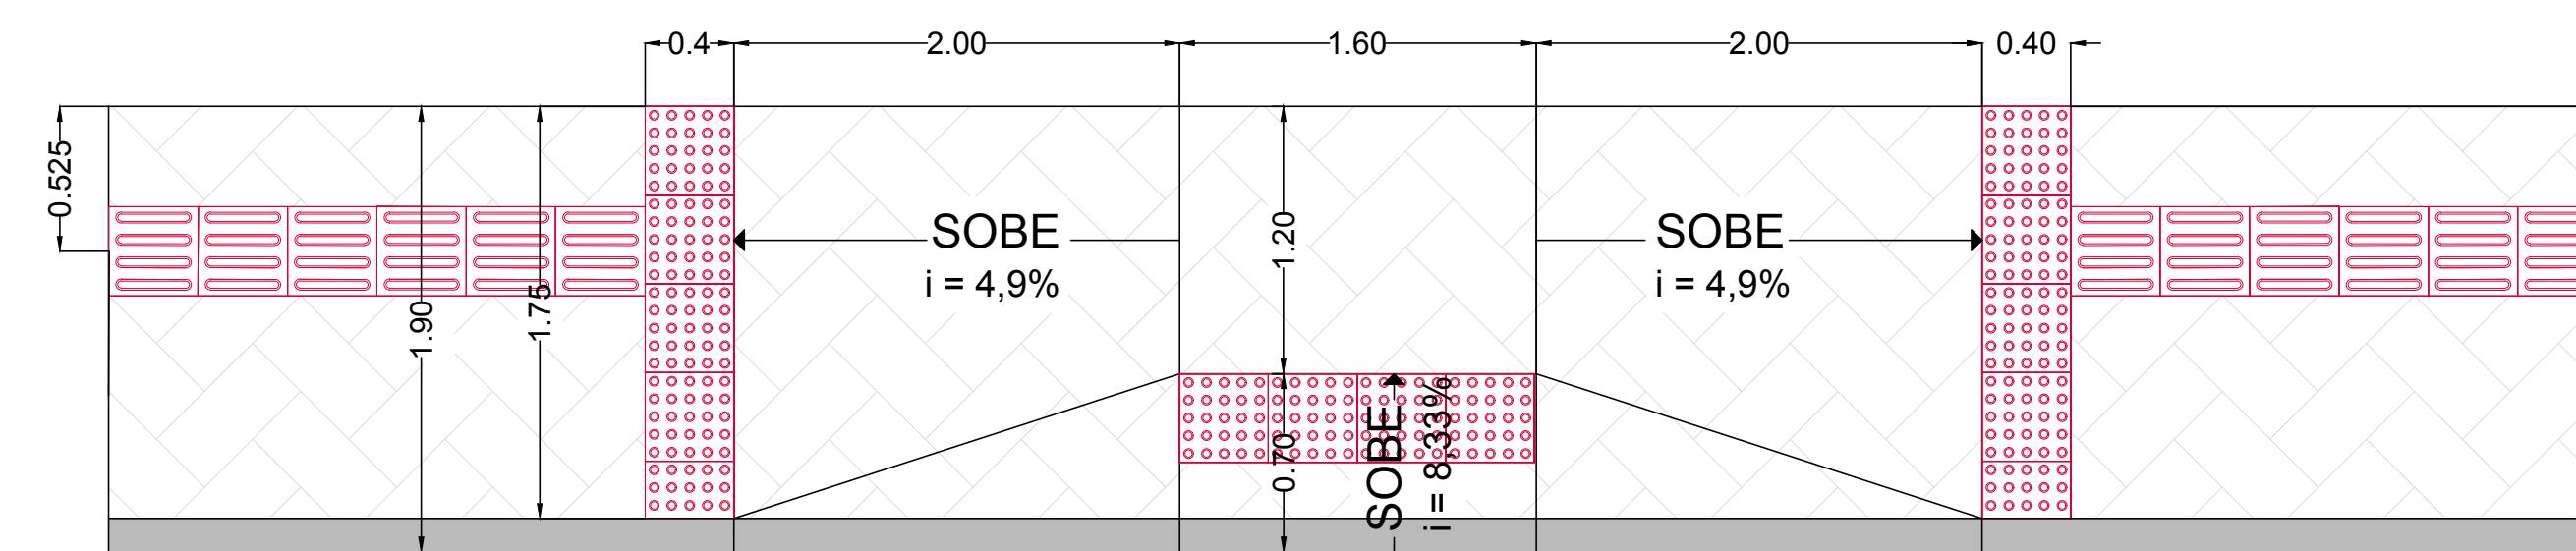 0.4
2.00
1.60
2.00
0.40
0.525
1.90
1.75
SOBE
i = 4,9%
1.20
SOBE
i = 4,9%
0.70
SOBE
i = 8,33%